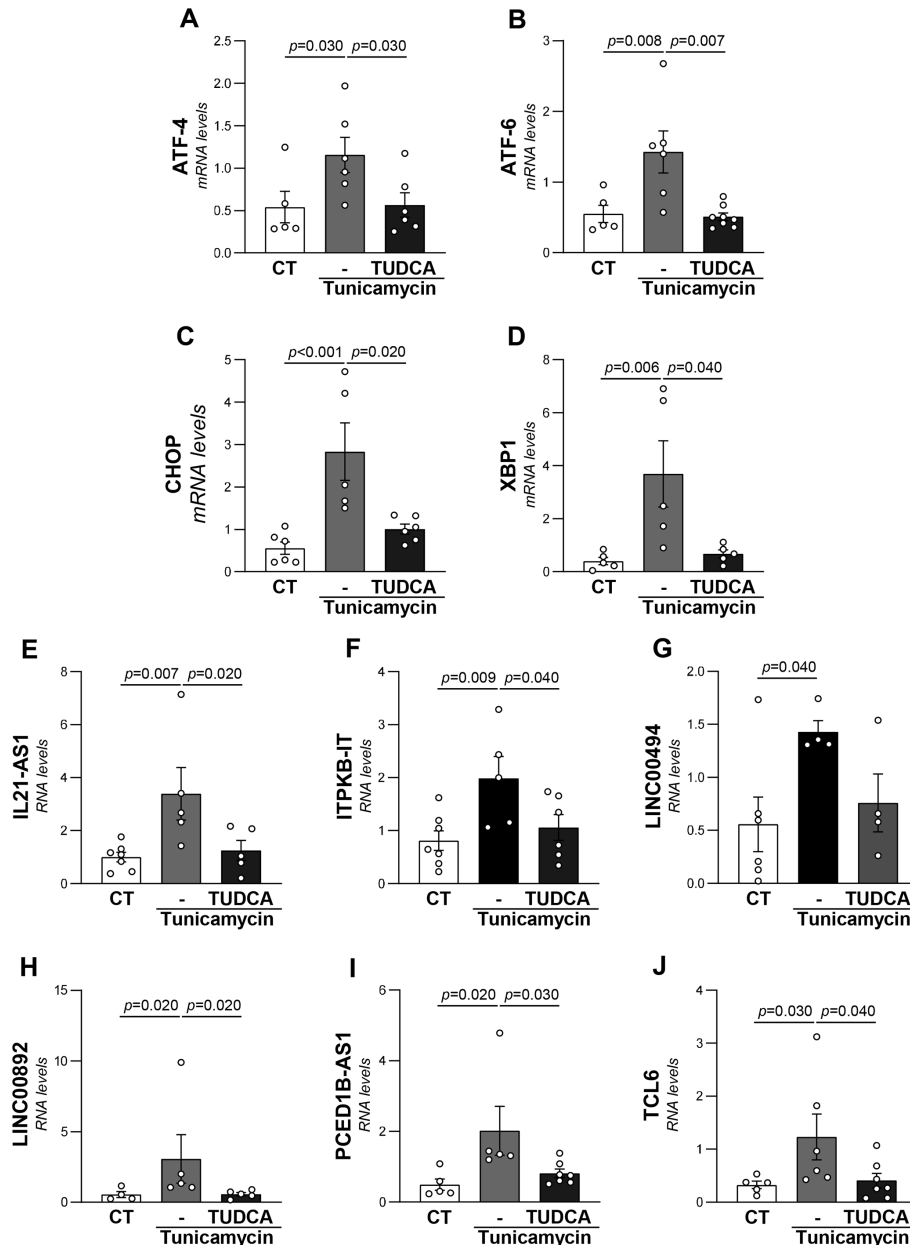 A
B
ATF-4
mRNA levels
2.5
2.0
1.5
1.0
0.5
0.0
p=0.030 p=0.030
CT - TUDCA
Tunicamycin
ATF-6
mRNA levels
3
2
1
0
p=0.008 p=0.007
CT - TUDCA
Tunicamycin
C
D
CHOP
mRNA levels
5
4
3
2
1
0
p<0.001 p=0.020
CT - TUDCA
Tunicamycin
XBP1
mRNA levels
8
6
4
2
0
p=0.006 p=0.040
CT - TUDCA
Tunicamycin
E
F
G
IL21-AS1
RNA levels
8
6
4
2
0
p=0.007 p=0.020
CT - TUDCA
Tunicamycin
ITPKB-IT
RNA levels
4
3
2
1
0
p=0.009 p=0.040
CT - TUDCA
Tunicamycin
LINC00494
RNA levels
2.0
1.5
1.0
0.5
0.0
p=0.040
CT - TUDCA
Tunicamycin
H
I
J
LINC00892
RNA levels
15
10
5
0
p=0.020 p=0.020
CT - TUDCA
Tunicamycin
PCED1B-AS1
RNA levels
6
4
2
0
p=0.020 p=0.030
CT - TUDCA
Tunicamycin
TCL6
RNA levels
4
3
2
1
0
p=0.030 p=0.040
CT - TUDCA
Tunicamycin